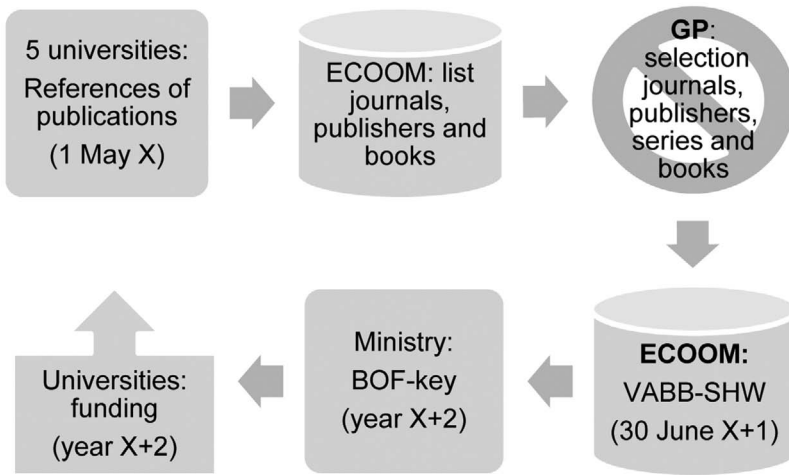 5 universities:
References of
publications
(1 May X)
ECOOM: list
journals,
publishers and
books
GP:
selection
journals,
publishers,
series and
books
ECOOM:
VABB-SHW
(30 June X+1)
Ministry:
BOF-key
(year X+2)
Universities:
funding
(year X+2)